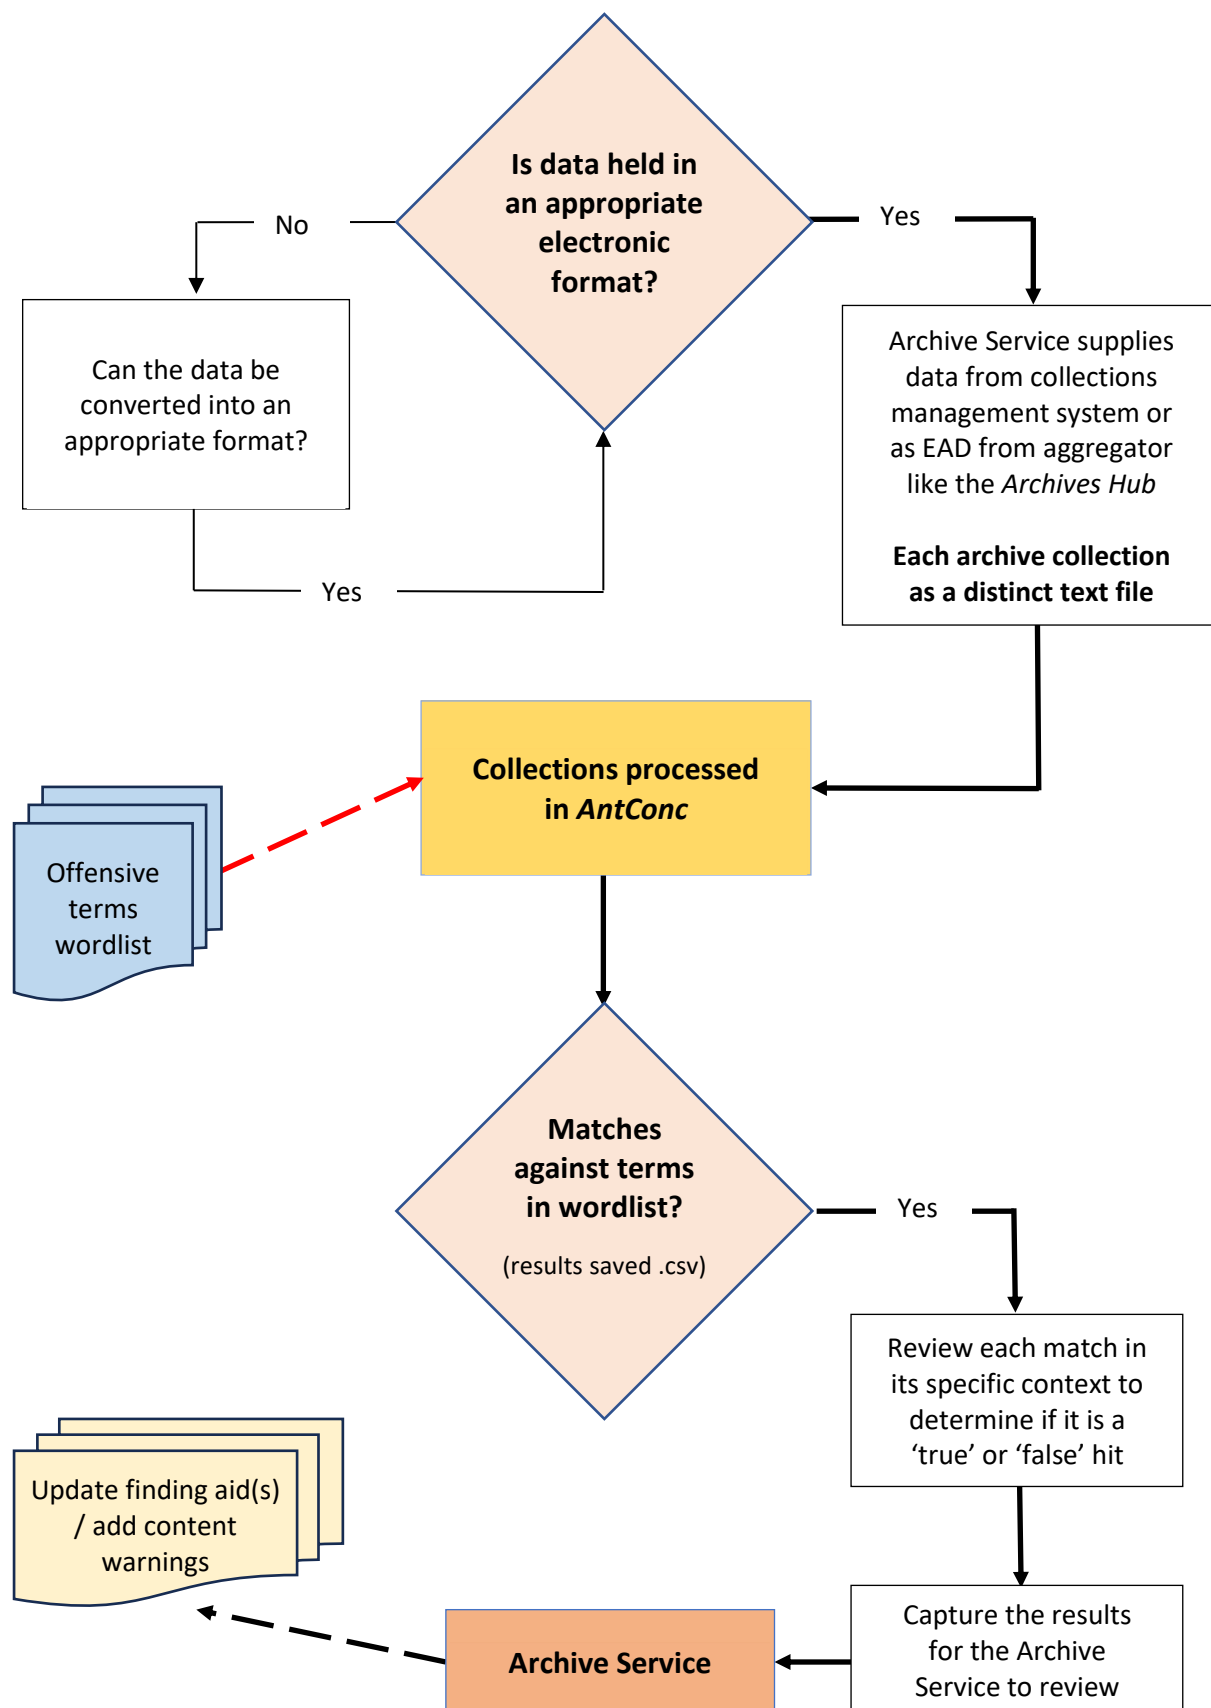 Is data held in
an appropriate
electronic
format?
No
Yes
Can the data be
converted into an
appropriate format?
Archive Service supplies
data from collections
management system or
as EAD from aggregator
like the Archives Hub
Each archive collection
as a distinct text file
Yes
Collections processed
in AntConc
Offensive
terms
wordlist
Matches
against terms
in wordlist?
(results saved .csv)
Yes
Review each match in
its specific context to
determine if it is a
‘true’ or ‘false’ hit
Update finding aid(s)
/ add content
warnings
Archive Service
Capture the results
for the Archive
Service to review